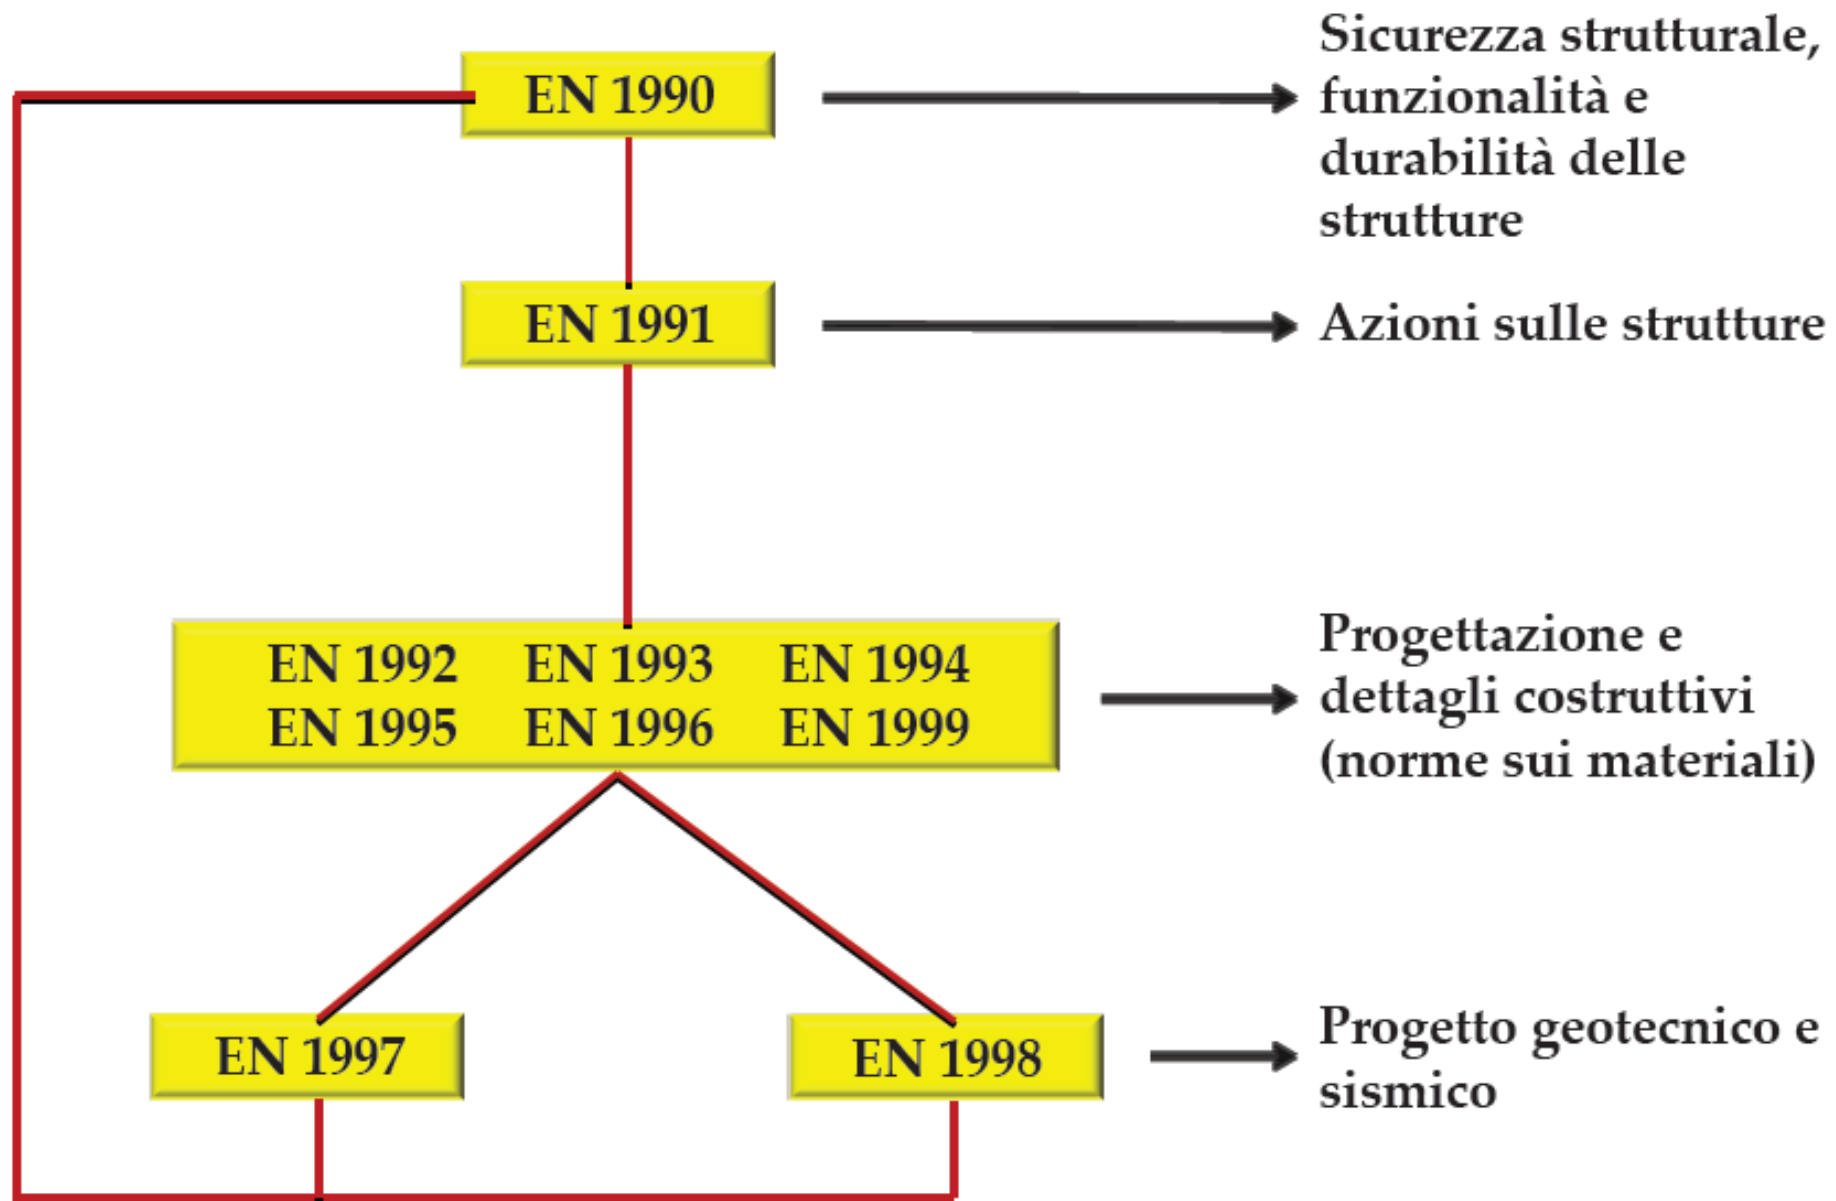 EN 1990
Sicurezza strutturale,
funzionalità e
durabilità delle
strutture
EN 1991
Azioni sulle strutture
EN 1992 EN 1993 EN 1994
EN 1995 EN 1996 EN 1999
Progettazione e
dettagli costruttivi
(norme sui materiali)
EN 1997
EN 1998
Progetto geotecnico e
sismico